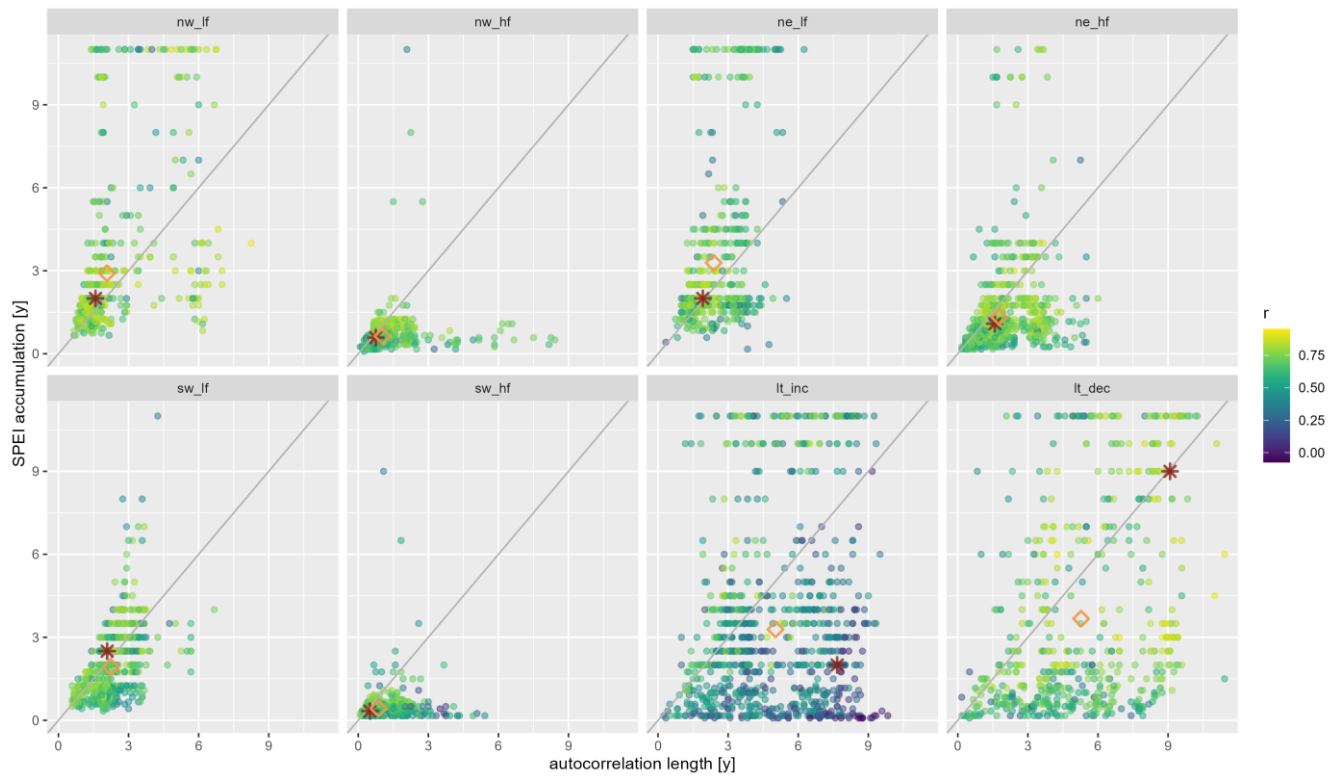 nw_lf nw_hf ne_lf ne_hf
9
6
3
0
sw_lf sw_hf lt_inc lt_dec
9
6
3
0
0 3 6 9 0 3 6 9 0 3 6 9 0 3 6 9
autocorrelation length [y]
SPEI accumulation [y]
r
0.75
0.50
0.25
0.00